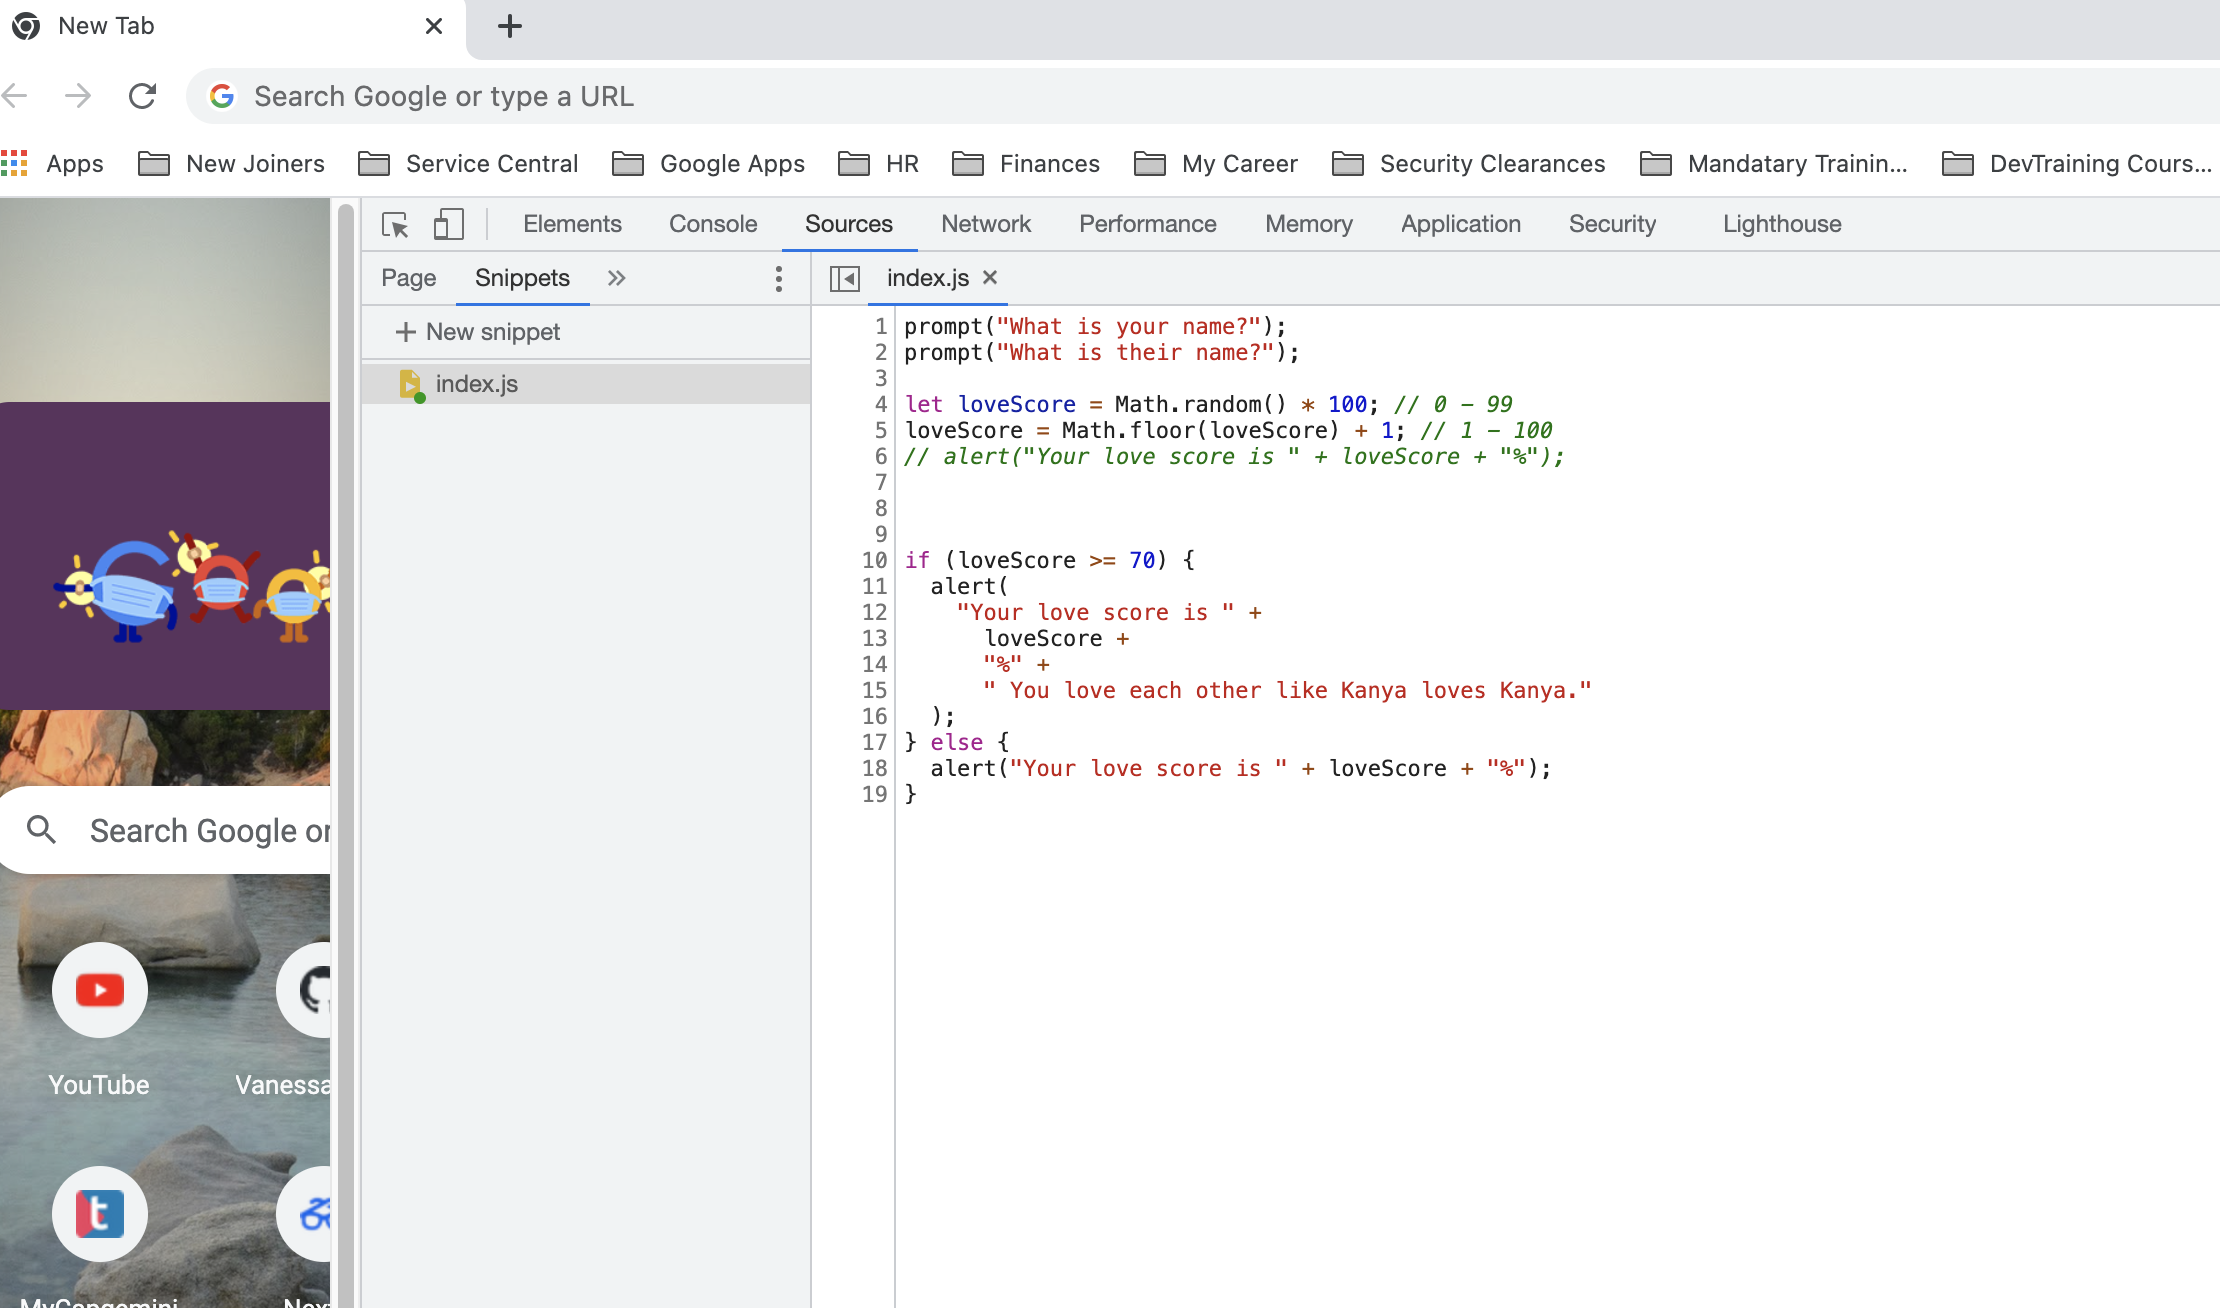 New Tab
Search Google or type a URL
Apps New Joiners Service Central Google Apps HR Finances My Career Security Clearances Mandatary Trainin... DevTraining Cours...
Elements Console Sources Network Performance Memory Application Security Lighthouse
Page Snippets index.js
New snippet
index.js
1 prompt("What is your name?");
2 prompt("What is their name?");
3
4 let loveScore = Math.random() * 100; // 0 - 99
5 loveScore = Math.floor(loveScore) + 1; // 1 - 100
6 // alert("Your love score is " + loveScore + "%");
7
8
9
10 if (loveScore >= 70) {
11 alert(
12 "Your love score is " +
13 loveScore +
14 "%" +
15 " You love each other like Kanya loves Kanya."
16 );
17 } else {
18 alert("Your love score is " + loveScore + "%");
19 }
Search Google or
YouTube Vanessa
t
MyCapgemini